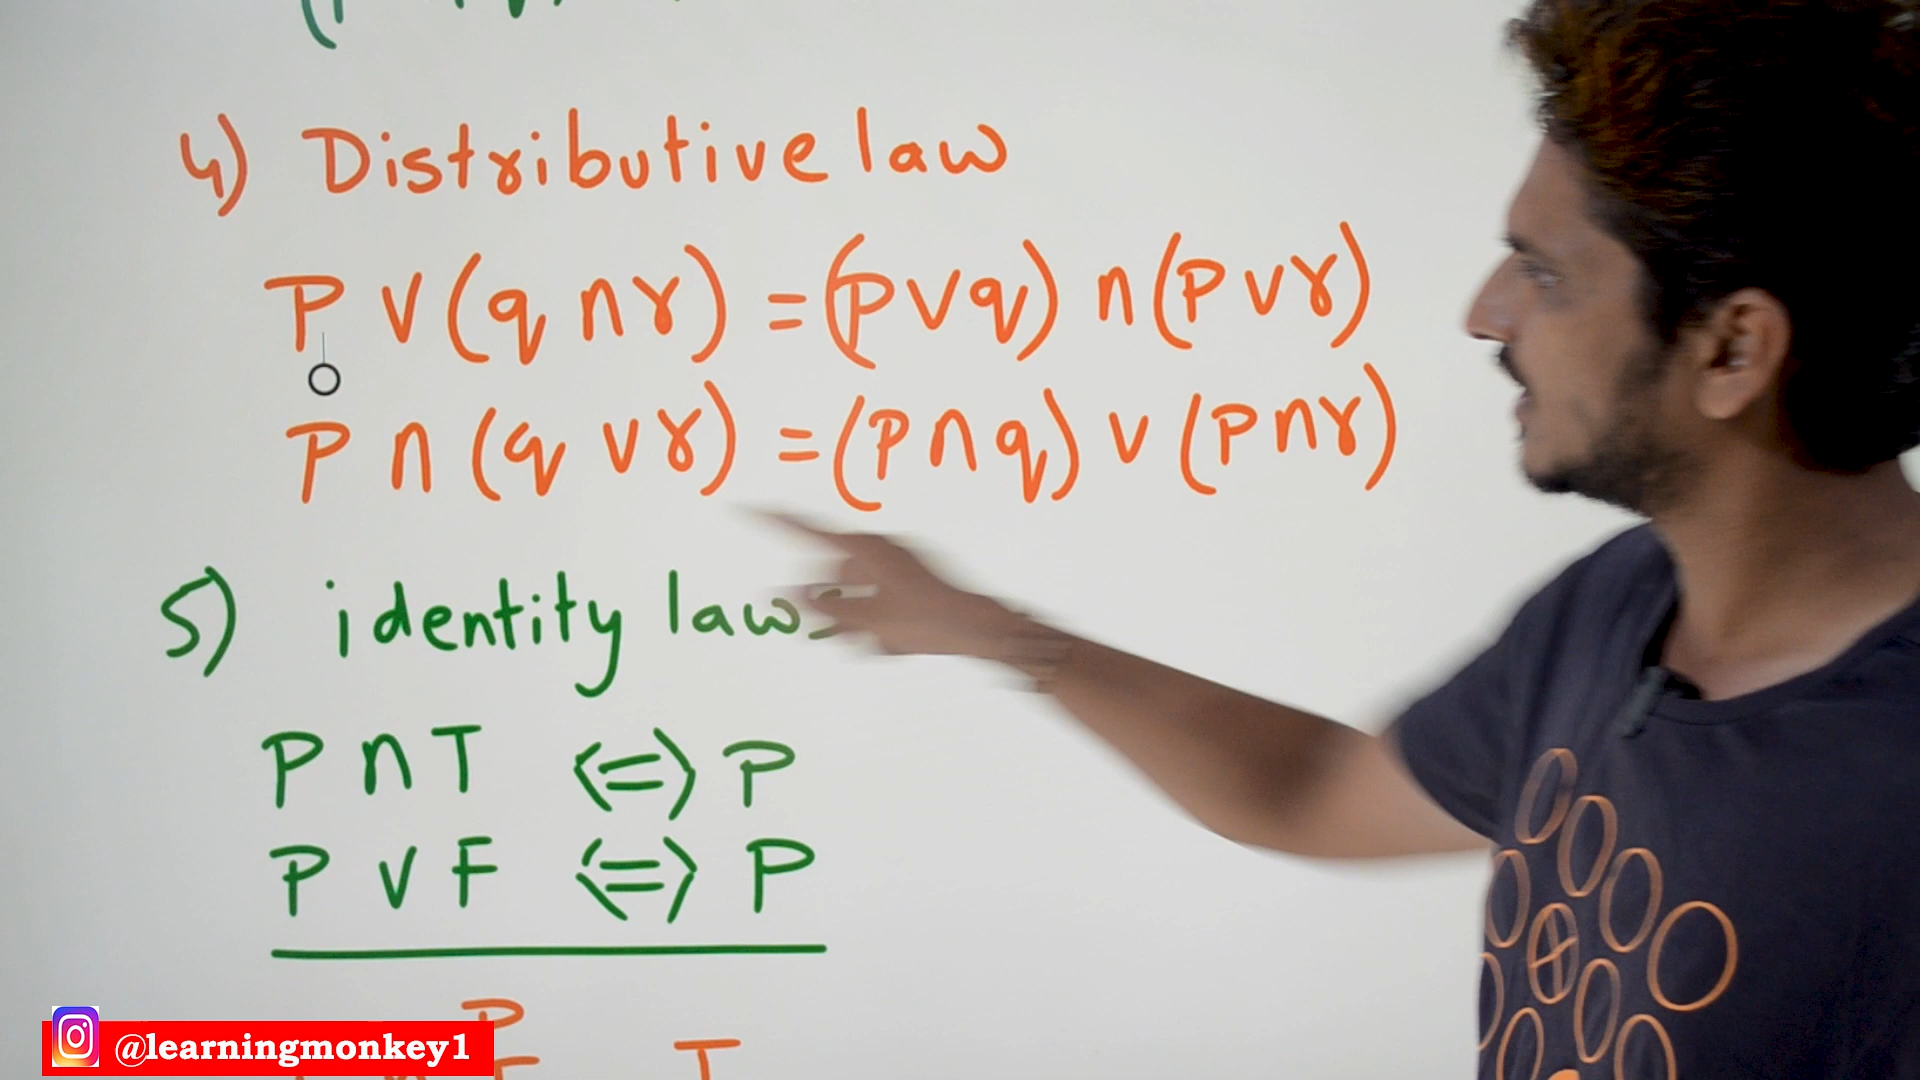 4) Distributive law
P v (q n r) = (p v q) n (p v r)
P n (q v r) = (p n q) v (p n r)
5) identity laws
P n T <=> P
P v F <=> P
P
T
@learningmonkey1